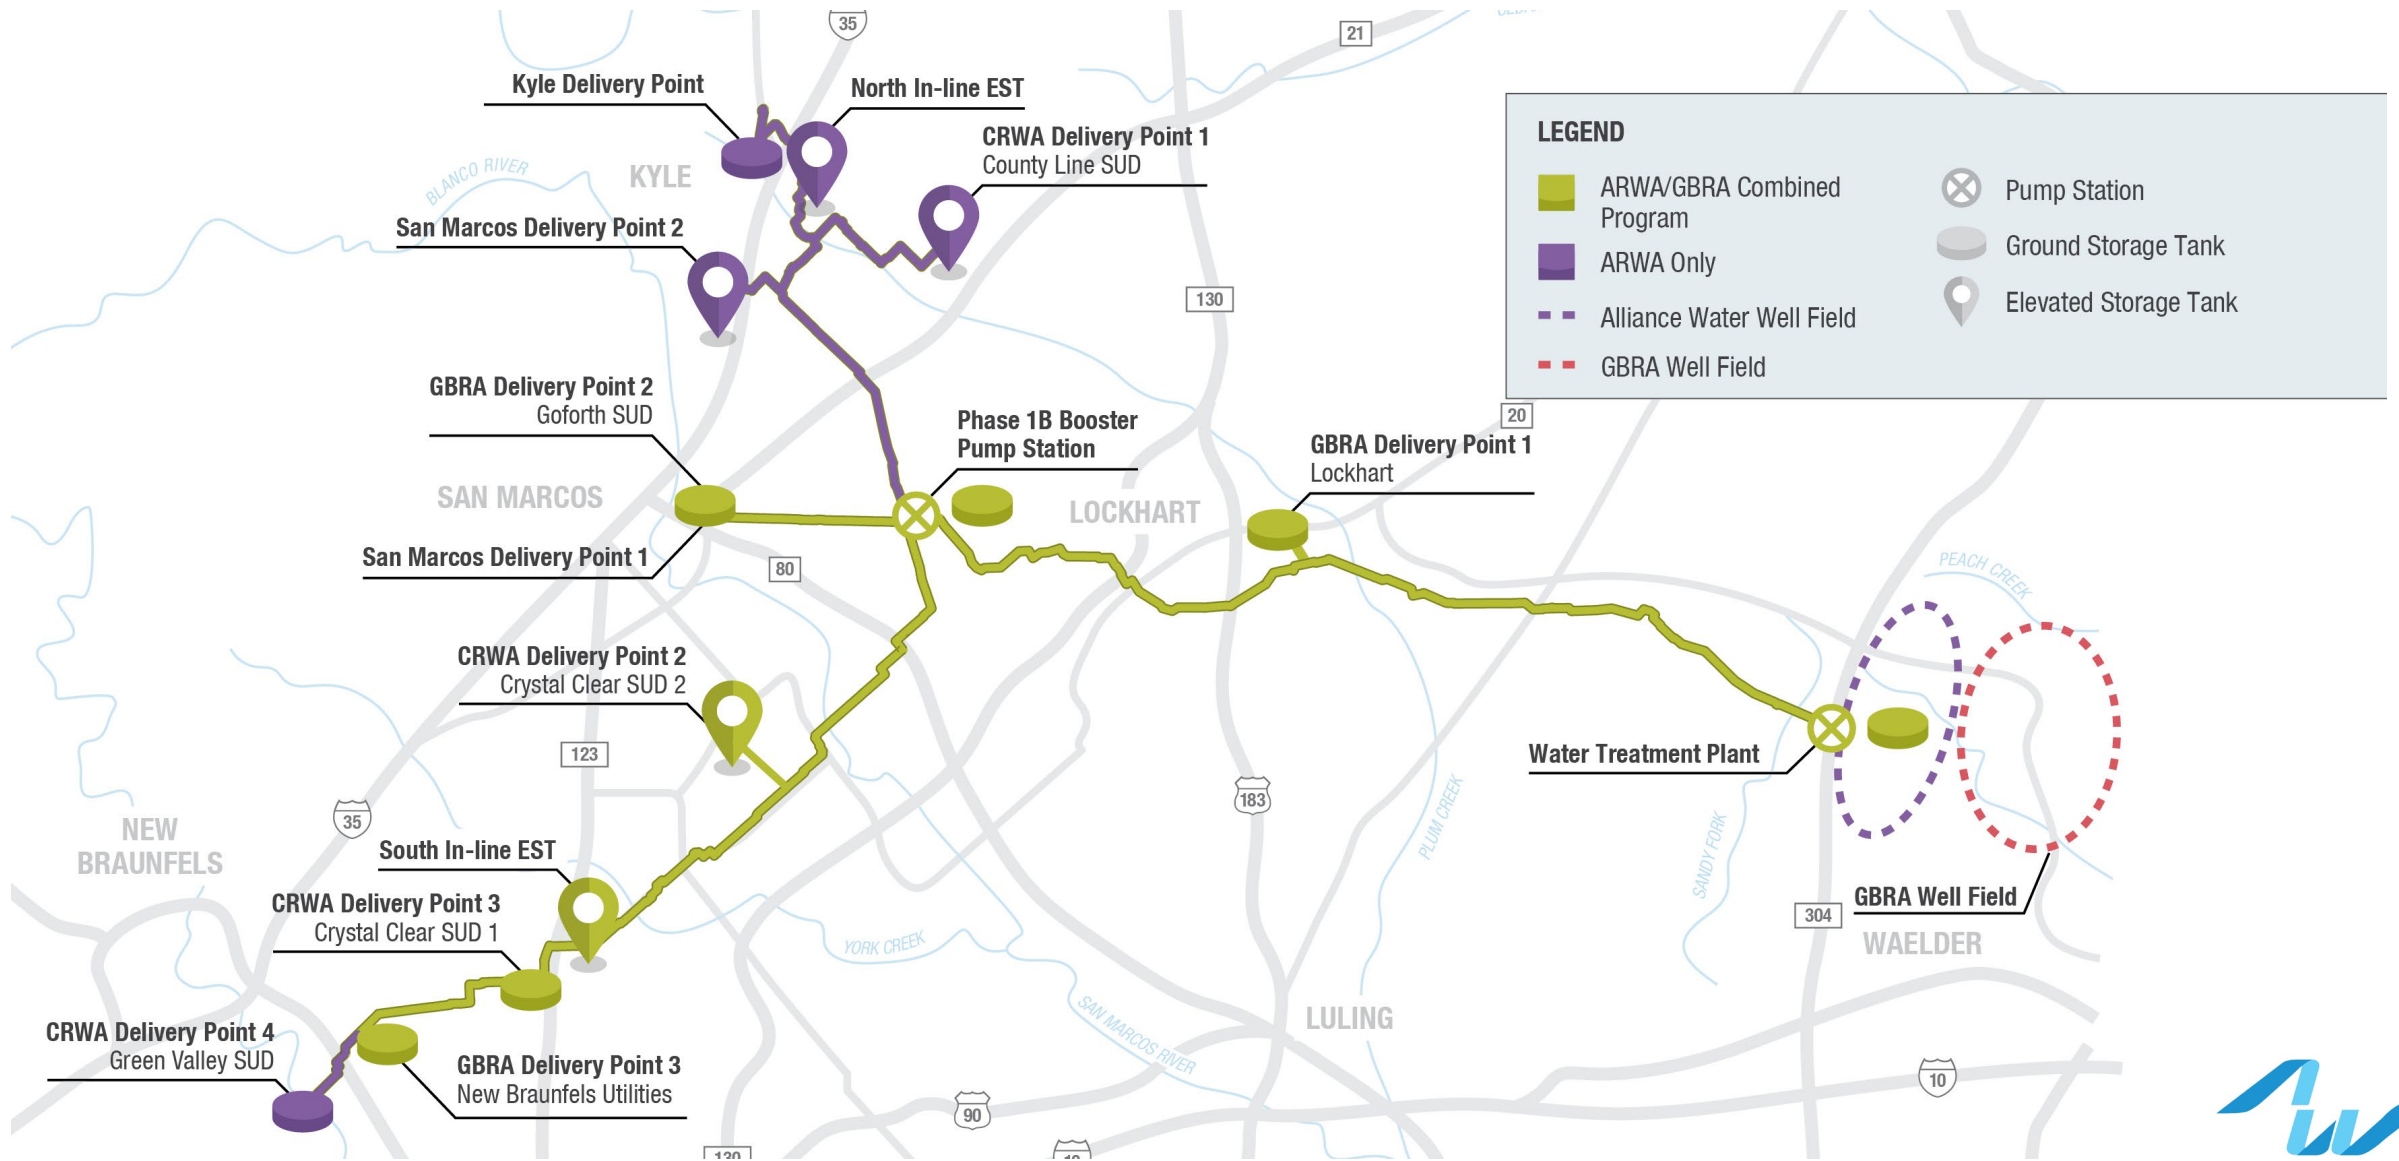 35
21
Kyle Delivery Point
North In-line EST
CRWA Delivery Point 1
County Line SUD
KYLE
BLANCO RIVER
San Marcos Delivery Point 2
LEGEND
ARWA/GBRA Combined
Program
ARWA Only
Alliance Water Well Field
GBRA Well Field
Pump Station
Ground Storage Tank
Elevated Storage Tank
130
GBRA Delivery Point 2
Goforth SUD
Phase 1B Booster
Pump Station
20
GBRA Delivery Point 1
Lockhart
SAN MARCOS
LOCKHART
San Marcos Delivery Point 1
80
PEACH CREEK
CRWA Delivery Point 2
Crystal Clear SUD 2
123
Water Treatment Plant
183
PLUM CREEK
35
NEW
BRAUNFELS
South In-line EST
SANDY FORK
CRWA Delivery Point 3
Crystal Clear SUD 1
GBRA Well Field
304
WAELDER
YORK CREEK
SAN MARCOS RIVER
LULING
CRWA Delivery Point 4
Green Valley SUD
GBRA Delivery Point 3
New Braunfels Utilities
10
90
130
10